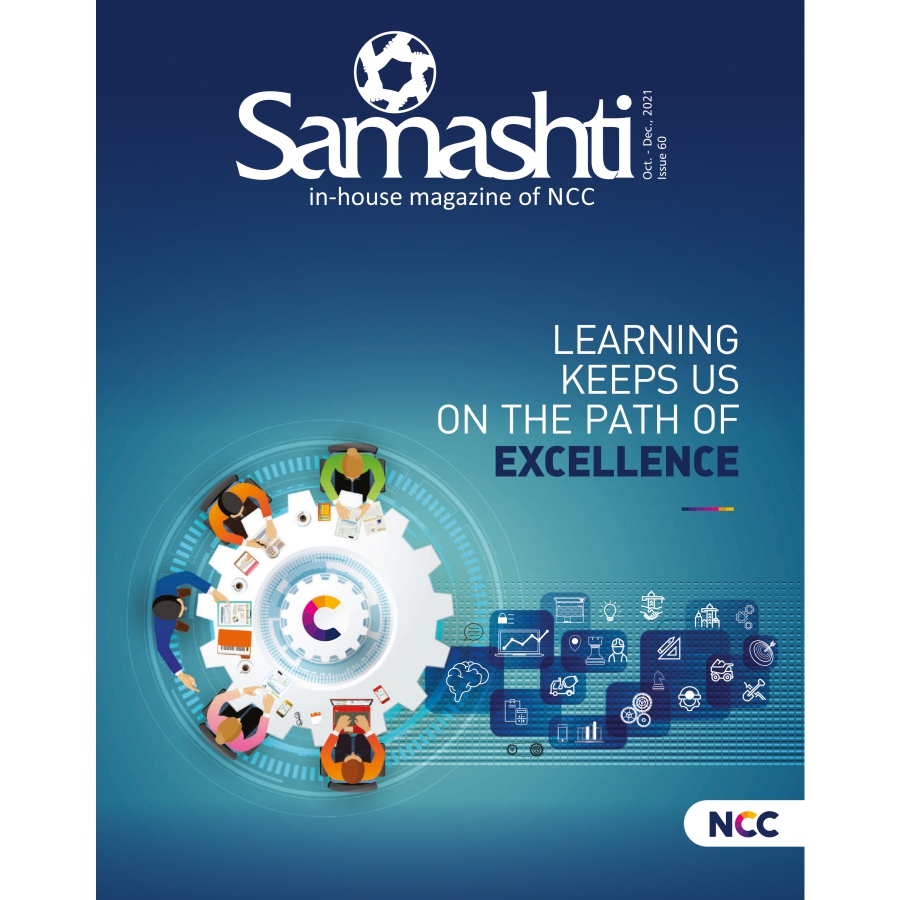 Samashti
Oct. - Dec., 2021
Issue 60
in-house magazine of NCC
LEARNING
KEEPS US
ON THE PATH OF
EXCELLENCE
C
NCC